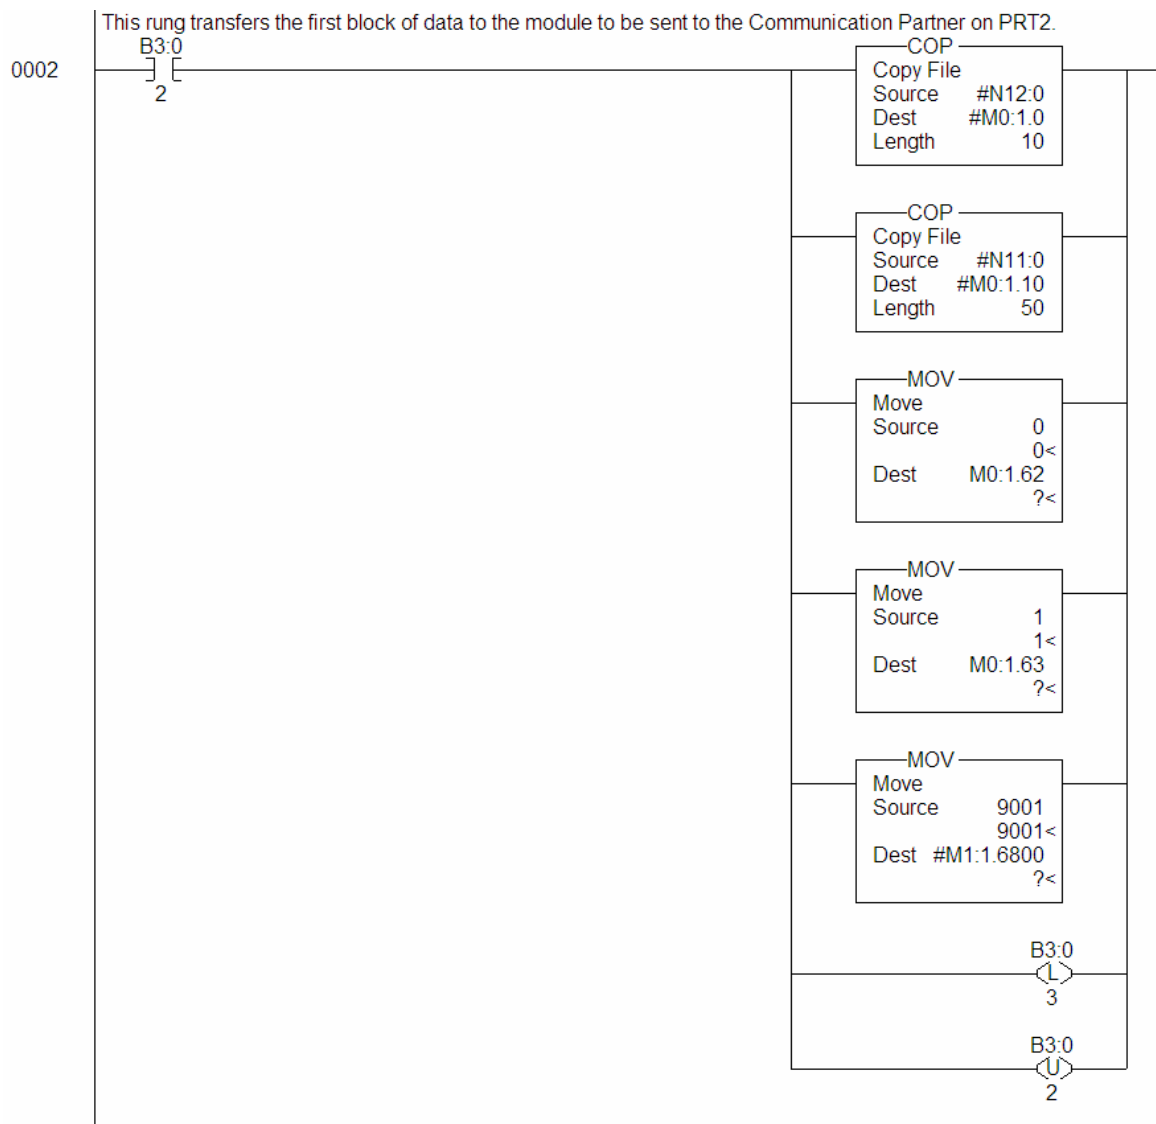 This rung transfers the first block of data to the module to be sent to the Communication Partner on PRT2.
B3:0
0002
2
COP
Copy File
Source #N12:0
Dest #M0:1.0
Length 10
COP
Copy File
Source #N11:0
Dest #M0:1.10
Length 50
MOV
Move
Source 0
0<
Dest M0:1.62
?<
MOV
Move
Source 1
1<
Dest M0:1.63
?<
MOV
Move
Source 9001
9001<
Dest #M1:1.6800
?<
B3:0
L
3
B3:0
U
2